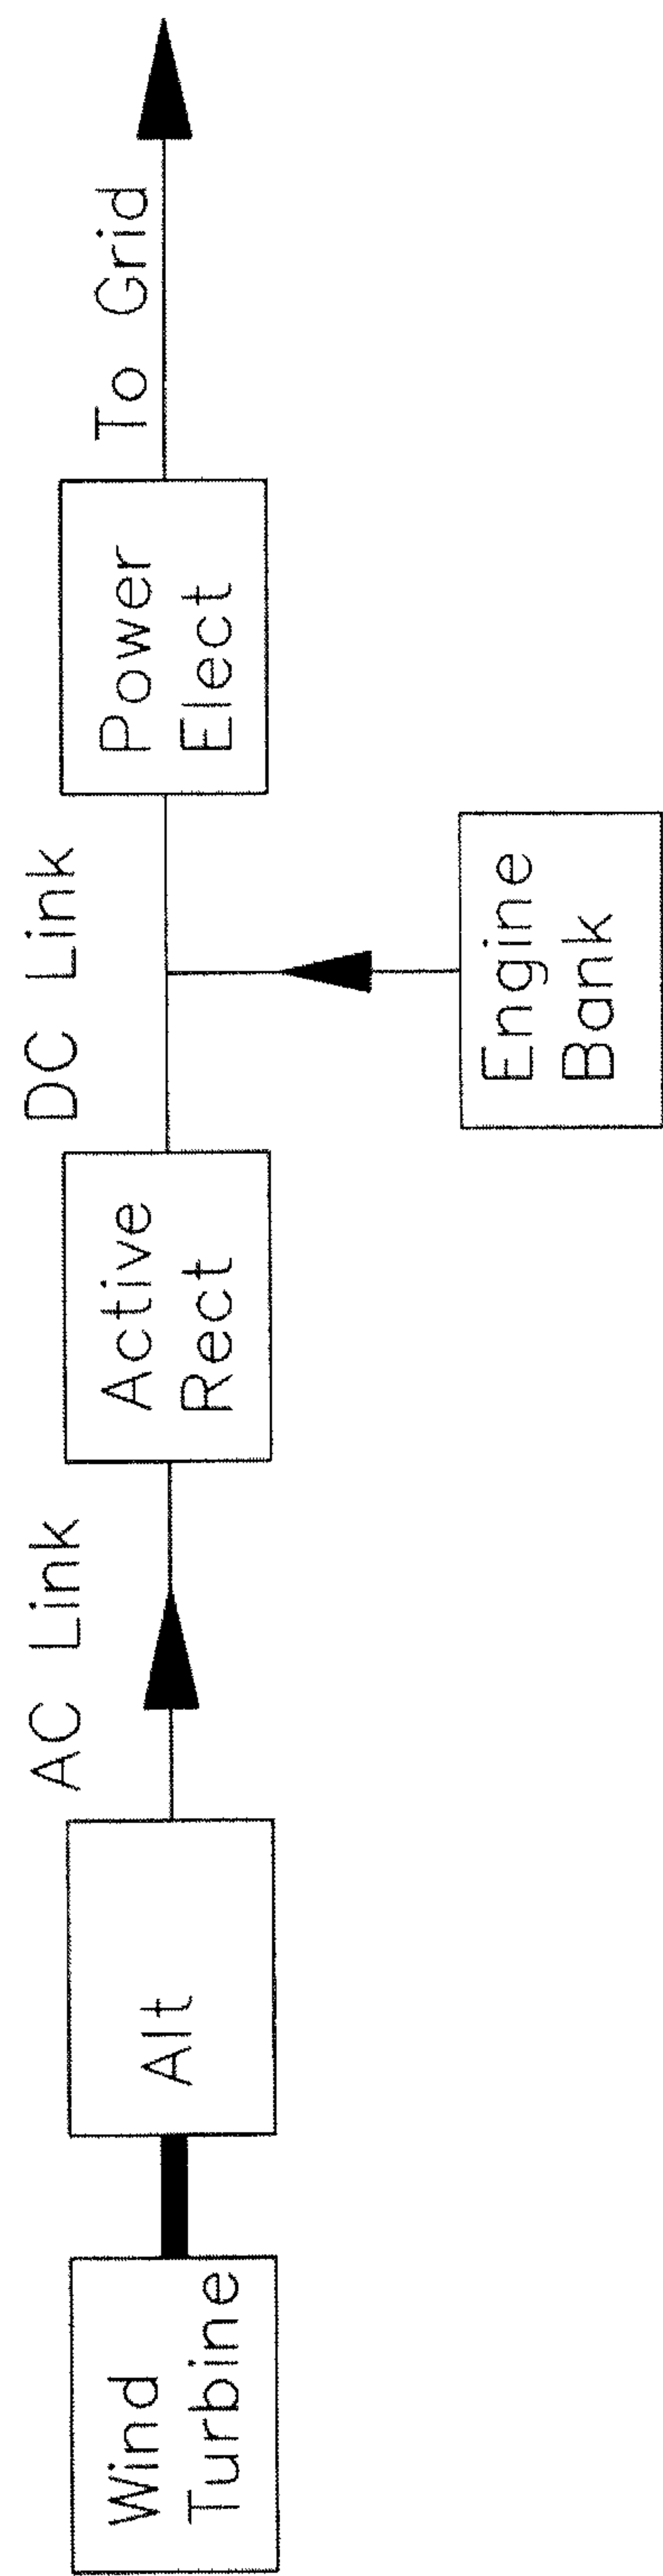 Wind
Turbine
Alt
AC Link
Active
Rect
DC Link
Engine
Bank
Power
Elect
To Grid